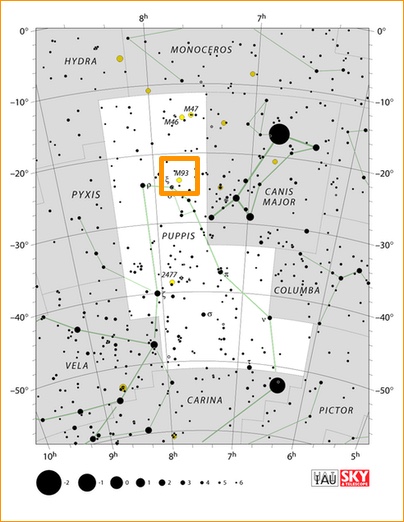 8h 7h
0° 0°
MONOCEROS
HYDRA
-10° -10°
M47
M46
-20° -20°
M93
ξ
ρ
CANIS
MAJOR
PYXIS
PUPPIS
-30° -30°
2477
π
COLUMBA
σ
ν
-40° -40°
VELA
-50° -50°
CARINA
PICTOR
10h 9h 8h 7h 6h 5h
-2 -1 0 1 2 3 4 5 6
IAU
SKY
& TELESCOPE